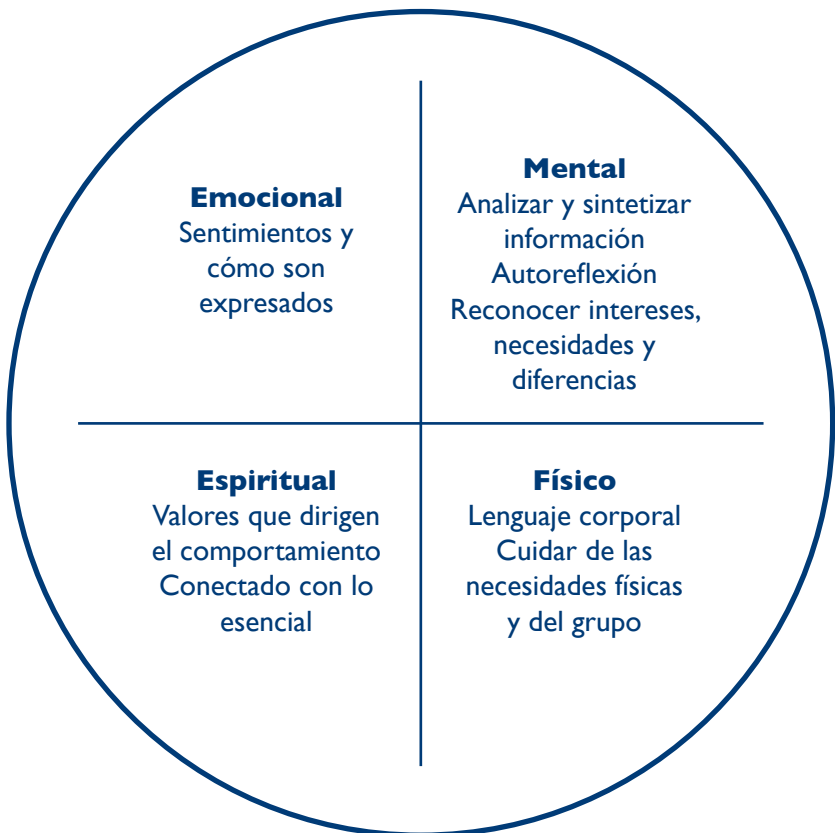 Emocional
Sentimientos y
cómo son
expresados
Mental
Analizar y sintetizar
información
Autoreflexión
Reconocer intereses,
necesidades y
diferencias
Espiritual
Valores que dirigen
el comportamiento
Conectado con lo
esencial
Físico
Lenguaje corporal
Cuidar de las
necesidades físicas
y del grupo